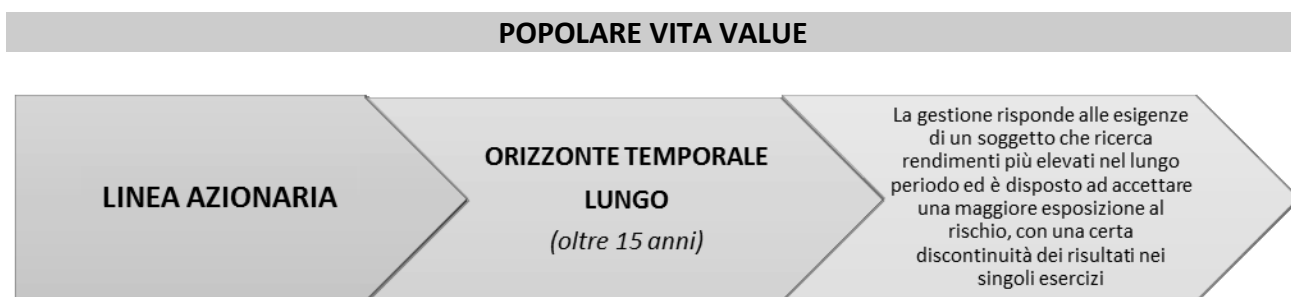 POPOLARE VITA VALUE
LINEA AZIONARIA
ORIZZONTE TEMPORALE
LUNGO
(oltre 15 anni)
La gestione risponde alle esigenze
di un soggetto che ricerca
rendimenti più elevati nel lungo
periodo ed è disposto ad accettare
una maggiore esposizione al
rischio, con una certa
discontinuità dei risultati nei
singoli esercizi